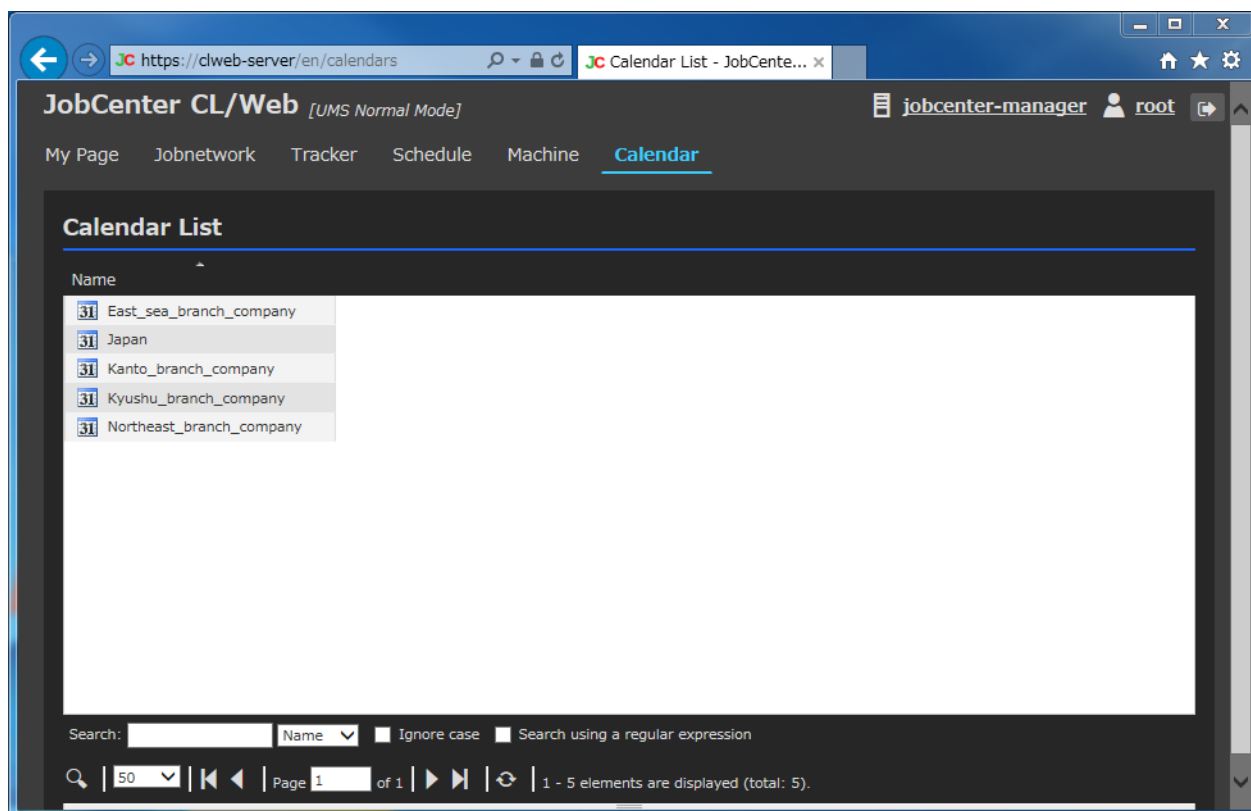 JC https://clweb-server/en/calendars
JC Calendar List - JobCente...
JobCenter CL/Web [UMS Normal Mode]
jobcenter-manager root
My Page Jobnetwork Tracker Schedule Machine Calendar
Calendar List
Name
31 East_sea_branch_company
31 Japan
31 Kanto_branch_company
31 Kyushu_branch_company
31 Northeast_branch_company
Search: Name Ignore case Search using a regular expression
50 Page 1 of 1 1 - 5 elements are displayed (total: 5).